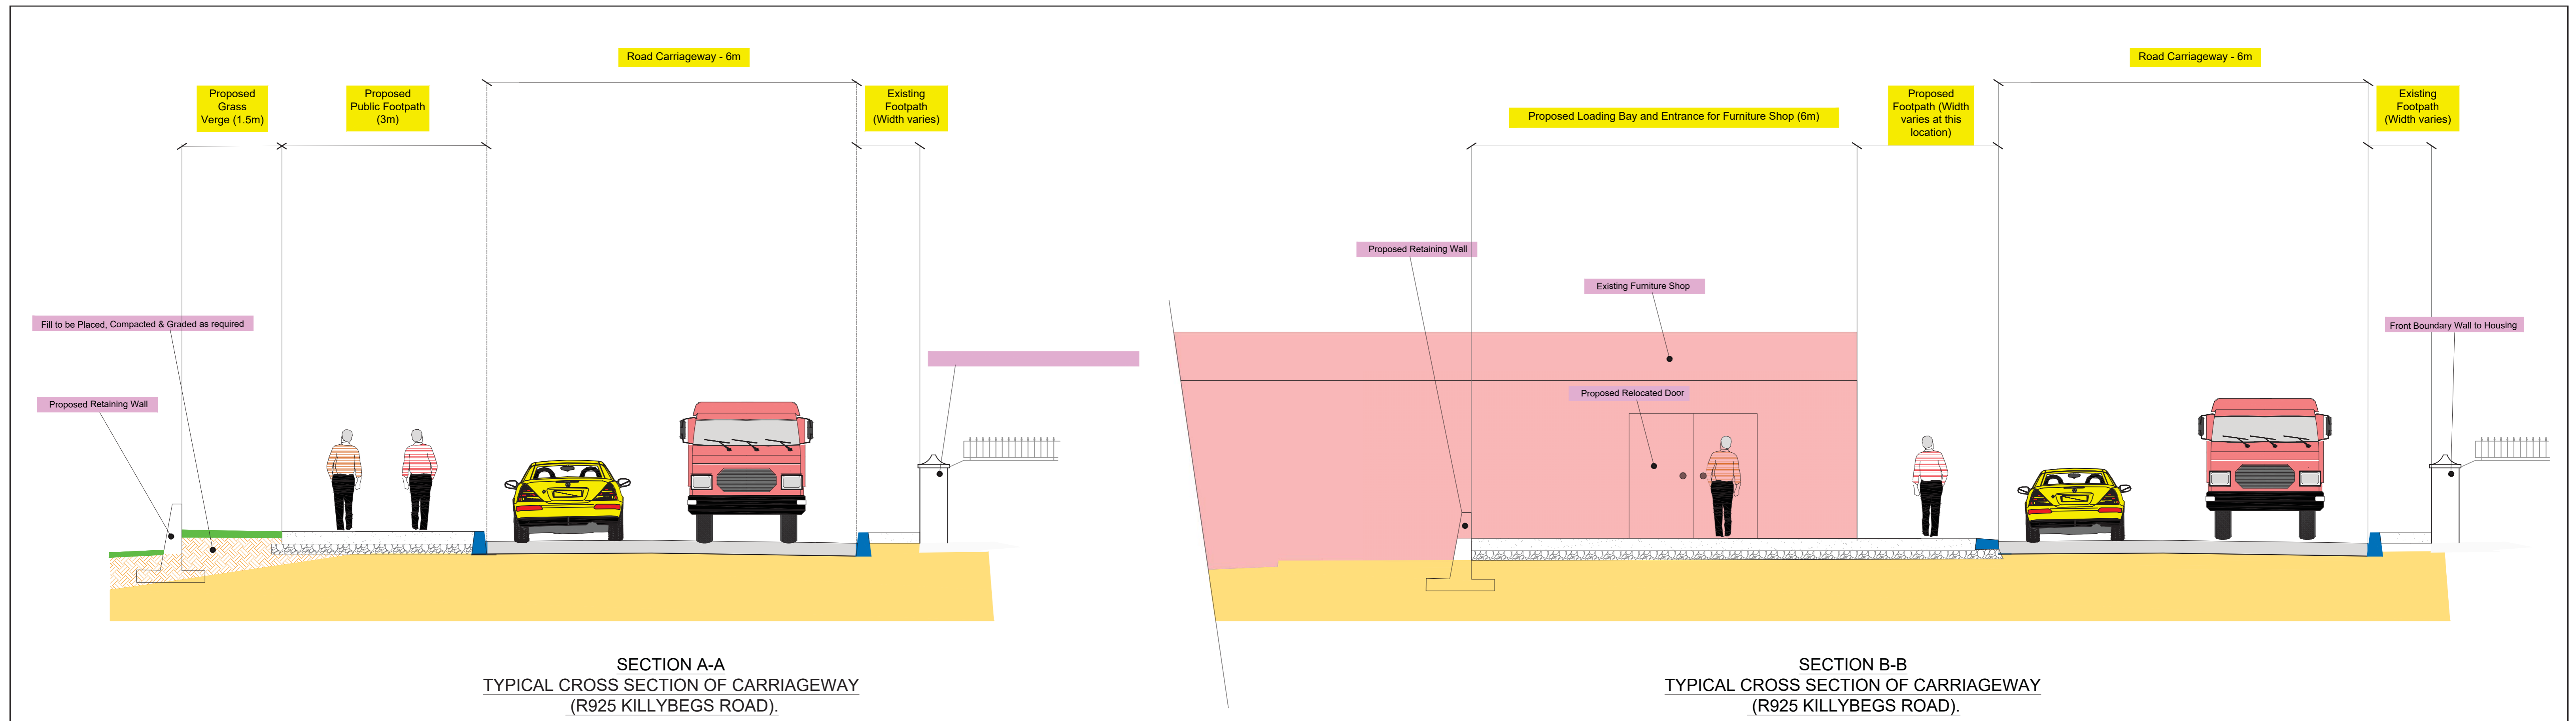 Road Carriageway - 6m
Proposed
Grass
Verge (1.5m)
Proposed
Public Footpath
(3m)
Existing
Footpath
(Width varies)
Fill to be Placed, Compacted & Graded as required
Proposed Retaining Wall
SECTION A-A
TYPICAL CROSS SECTION OF CARRIAGEWAY
(R925 KILLYBEGS ROAD).
Road Carriageway - 6m
Proposed Loading Bay and Entrance for Furniture Shop (6m)
Proposed
Footpath (Width
varies at this
location)
Existing
Footpath
(Width varies)
Proposed Retaining Wall
Existing Furniture Shop
Front Boundary Wall to Housing
Proposed Relocated Door
SECTION B-B
TYPICAL CROSS SECTION OF CARRIAGEWAY
(R925 KILLYBEGS ROAD).